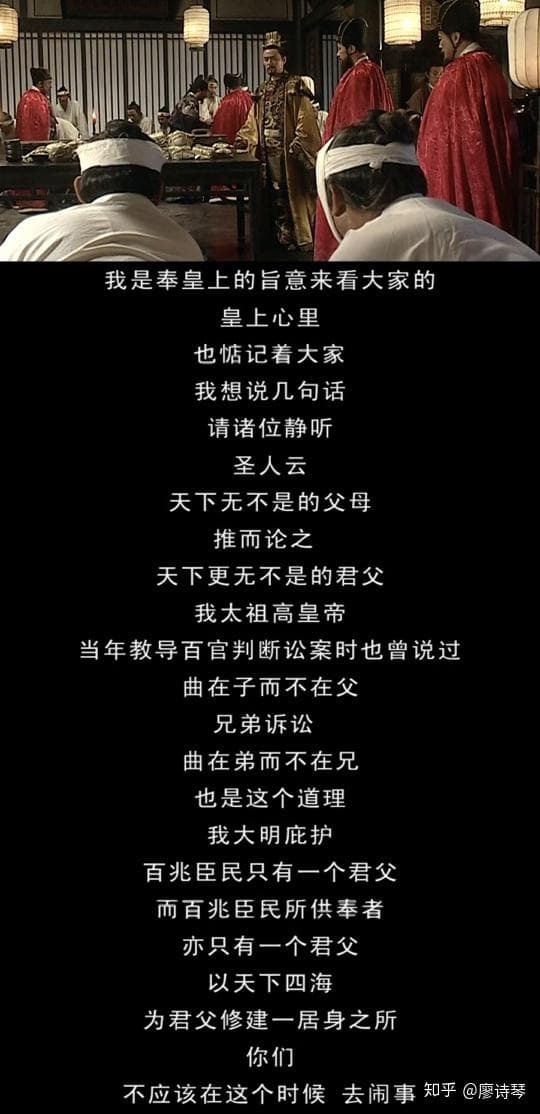 我是奉皇上的旨意来看大家的
皇上心里
也惦记着大家
我想说几句话
请诸位静听
圣人云
天下无不是的父母
推而论之
天下更无不是的君父
我太祖高皇帝
当年教导百官判断讼案时也曾说过
曲在子而不在父
兄弟诉讼
曲在弟而不在兄
也是这个道理
我大明庇护
百兆臣民只有一个君父
而百兆臣民所供奉者
亦只有一个君父
以天下四海
为君父修建一居身之所
你们
不应该在这个时候 去闹事
知乎 @廖诗琴